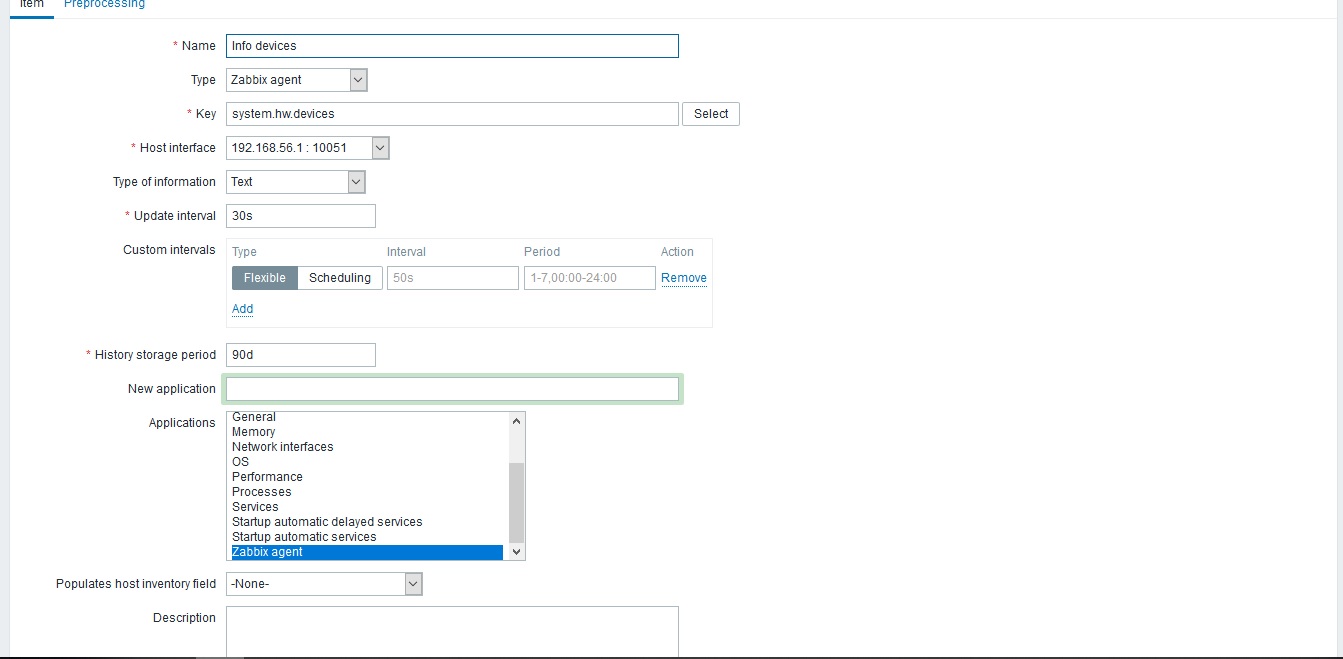 Item Preprocessing
* Name Info devices
Type Zabbix agent
* Key system.hw.devices Select
* Host interface 192.168.56.1 : 10051
Type of information Text
* Update interval 30s
Custom intervals Type Interval Period Action
Flexible Scheduling 50s 1-7,00:00-24:00 Remove
Add
* History storage period 90d
New application
Applications General
Memory
Network interfaces
OS
Performance
Processes
Services
Startup automatic delayed services
Startup automatic services
Zabbix agent
Populates host inventory field -None-
Description